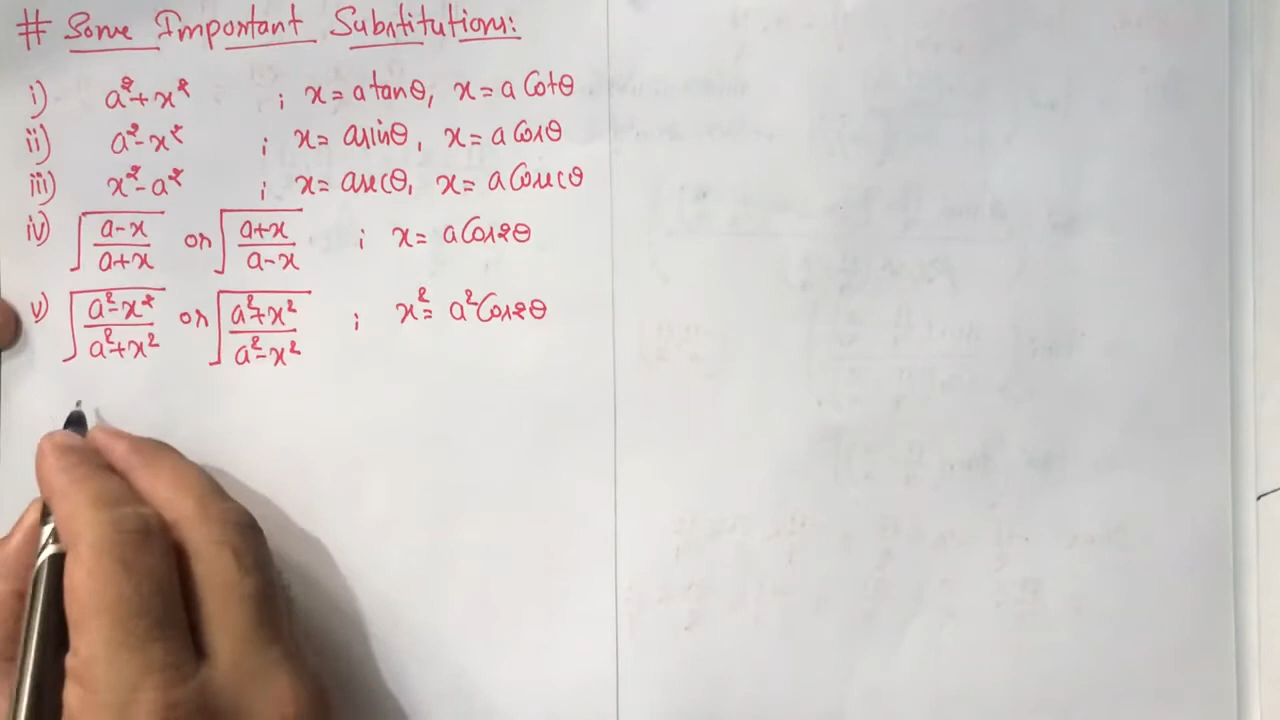 # Some Important Substitutions:
i) a²+x² ; x = a tanθ, x = a Cotθ
ii) a²-x² ; x = a sinθ, x = a Cosθ
iii) x²-a² ; x = a secθ, x = a Cosecθ
iv) √((a-x)/(a+x)) or √((a+x)/(a-x)) ; x = a Cos2θ
v) √((a²-x²)/(a²+x²)) or √((a²+x²)/(a²-x²)) ; x² = a² Cos2θ